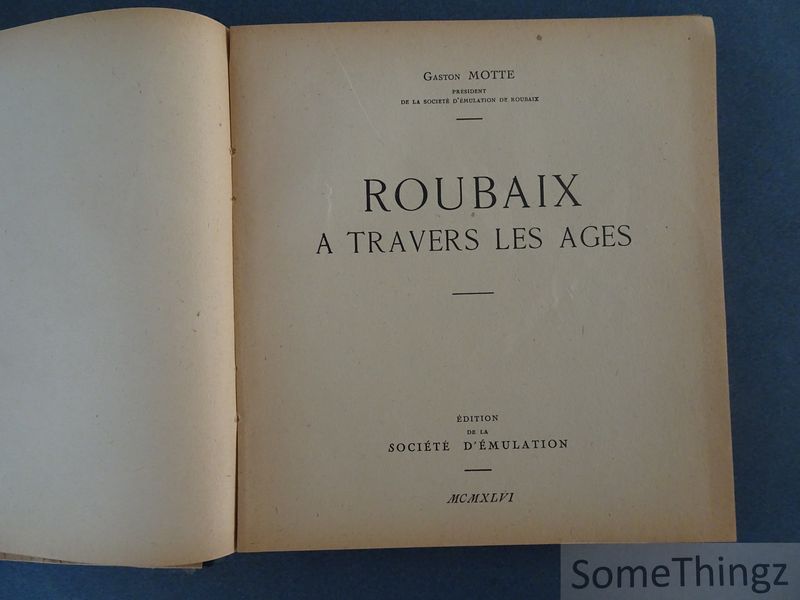 Gaston MOTTE
PRÉSIDENT
DE LA SOCIÉTÉ D'ÉMULATION DE ROUBAIX
ROUBAIX
A TRAVERS LES AGES
ÉDITION
DE LA
SOCIÉTÉ D'ÉMULATION
MCMXLVI
SomeThingz